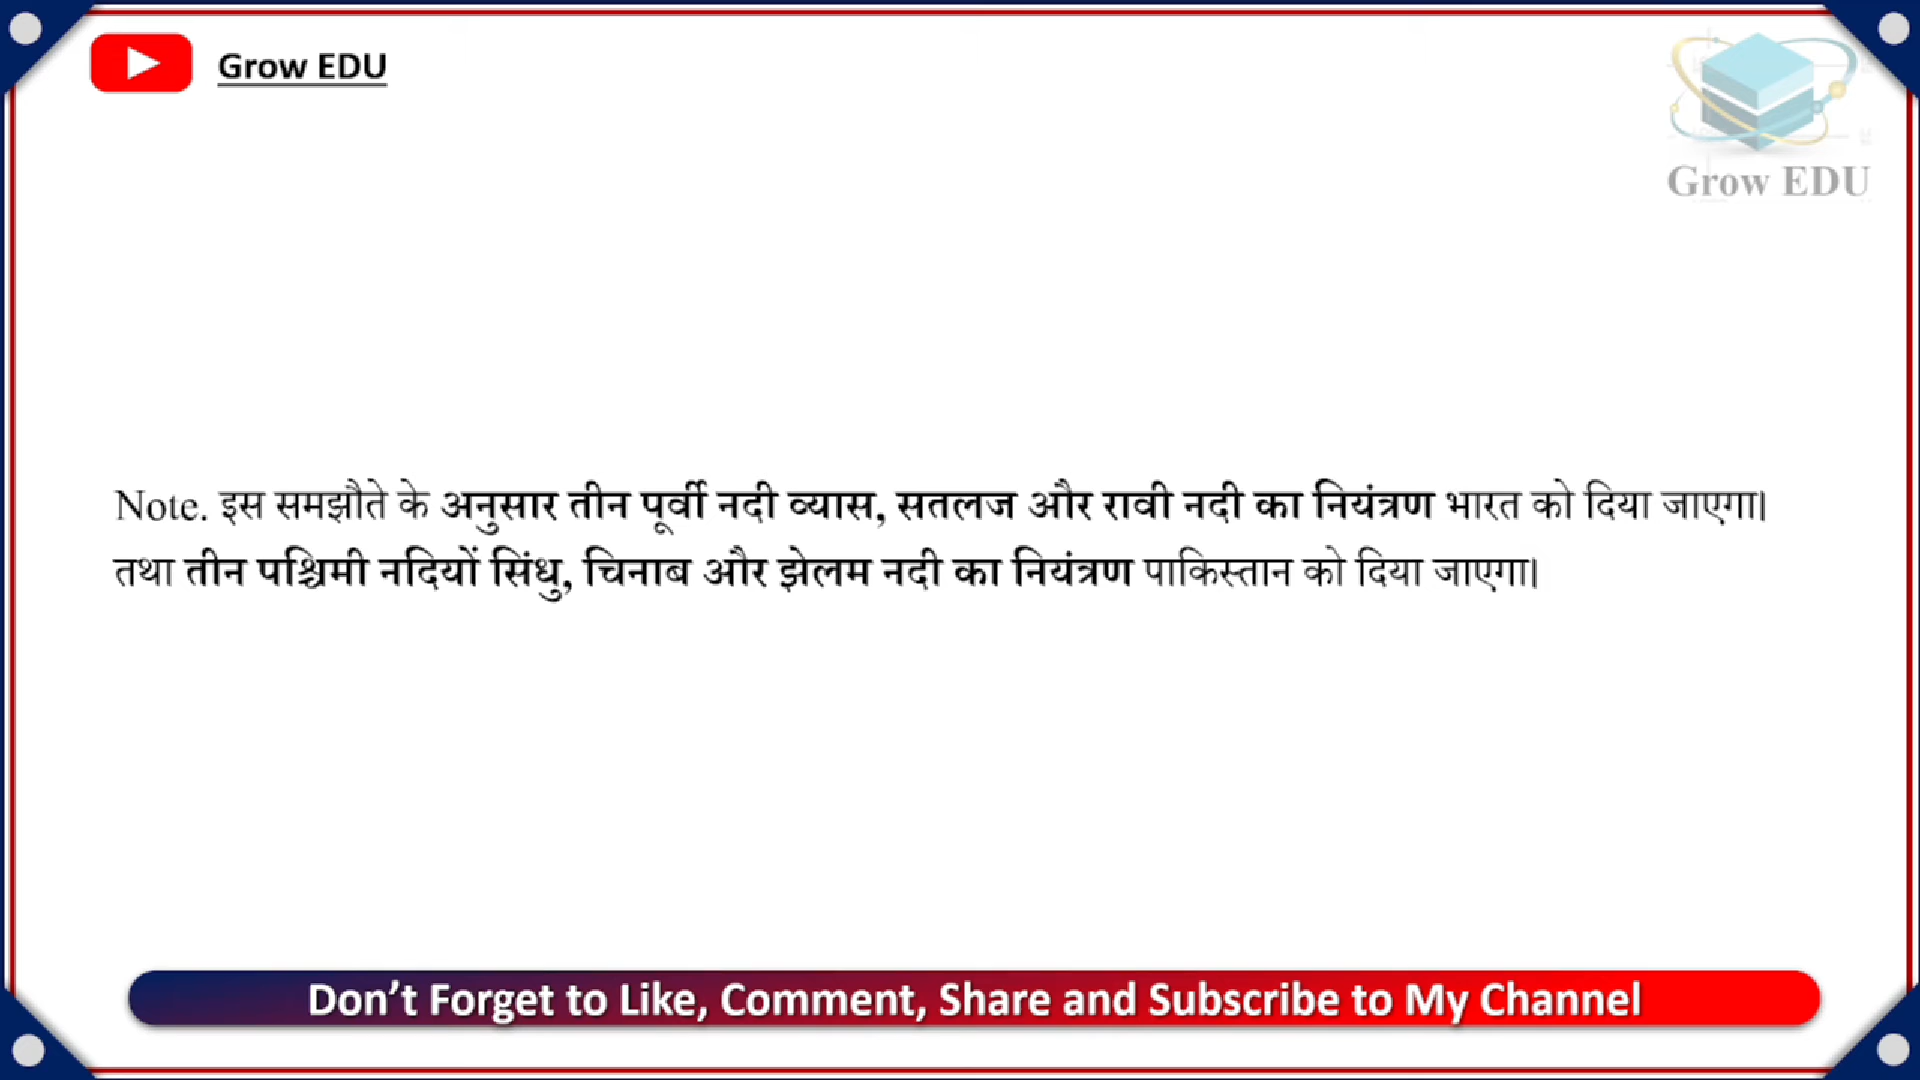 Grow EDU
Grow EDU
Note. इस समझौते के अनुसार तीन पूर्वी नदी व्यास, सतलज और रावी नदी का नियंत्रण भारत को दिया जाएगा।
तथा तीन पश्चिमी नदियों सिंधु, चिनाब और झेलम नदी का नियंत्रण पाकिस्तान को दिया जाएगा।
Don’t Forget to Like, Comment, Share and Subscribe to My Channel